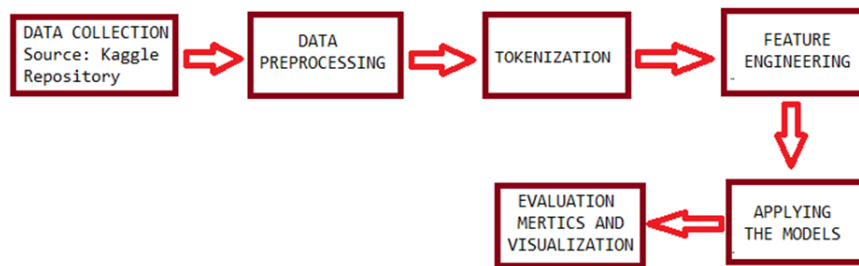 DATA COLLECTION
Source: Kaggle
Repository
DATA
PREPROCESSING
TOKENIZATION
FEATURE
ENGINEERING
APPLYING
THE MODELS
EVALUATION
MERTICS AND
VISUALIZATION